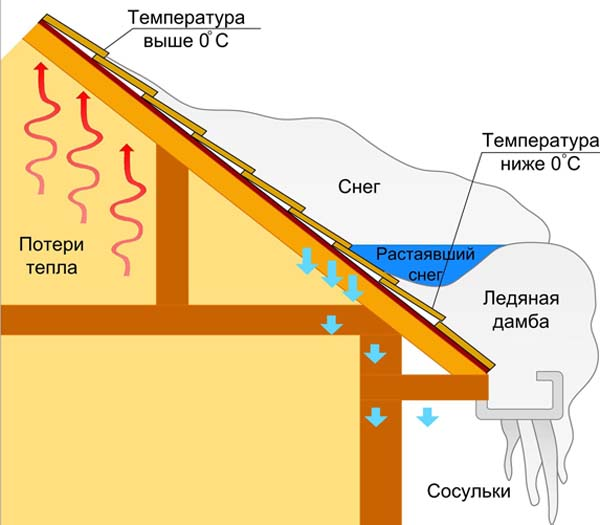 Температура
выше 0°C
Температура
ниже 0°C
Снег
Растаявший
снег
Потери
тепла
Ледяная
дамба
Сосульки